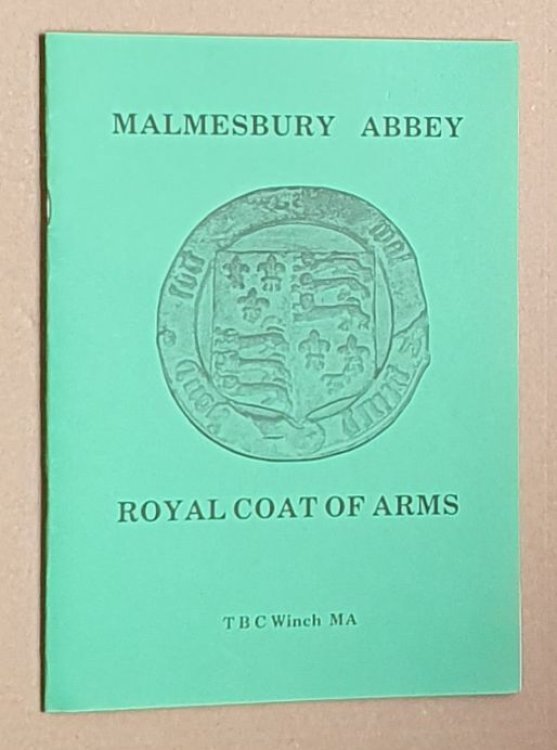 MALMESBURY ABBEY
ROYAL COAT OF ARMS
T B C Winch MA